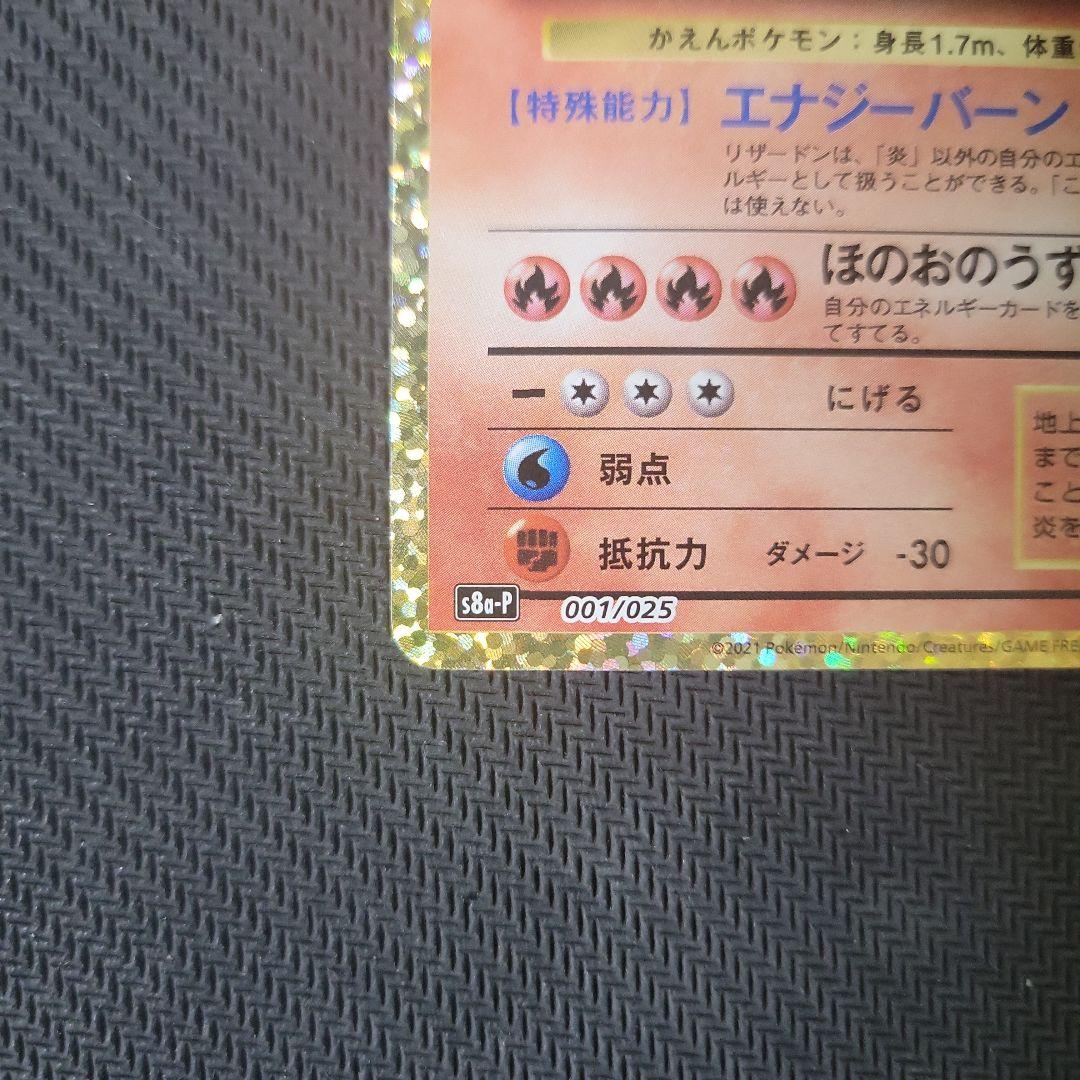 かえんポケモン：身長1.7m、体重
【特殊能力】 エナジーバーン
リザードンは、「炎」以外の自分のエ
ルギーとして扱うことができる。「こ
は使えない。
ほのおのうず
自分のエネルギーカードを
てすてる。
にげる
弱点
抵抗力 ダメージ -30
地上
まで
こと
炎を
s8a-P 001/025
©2021 Pokémon/Nintendo/Creatures/GAME FRE